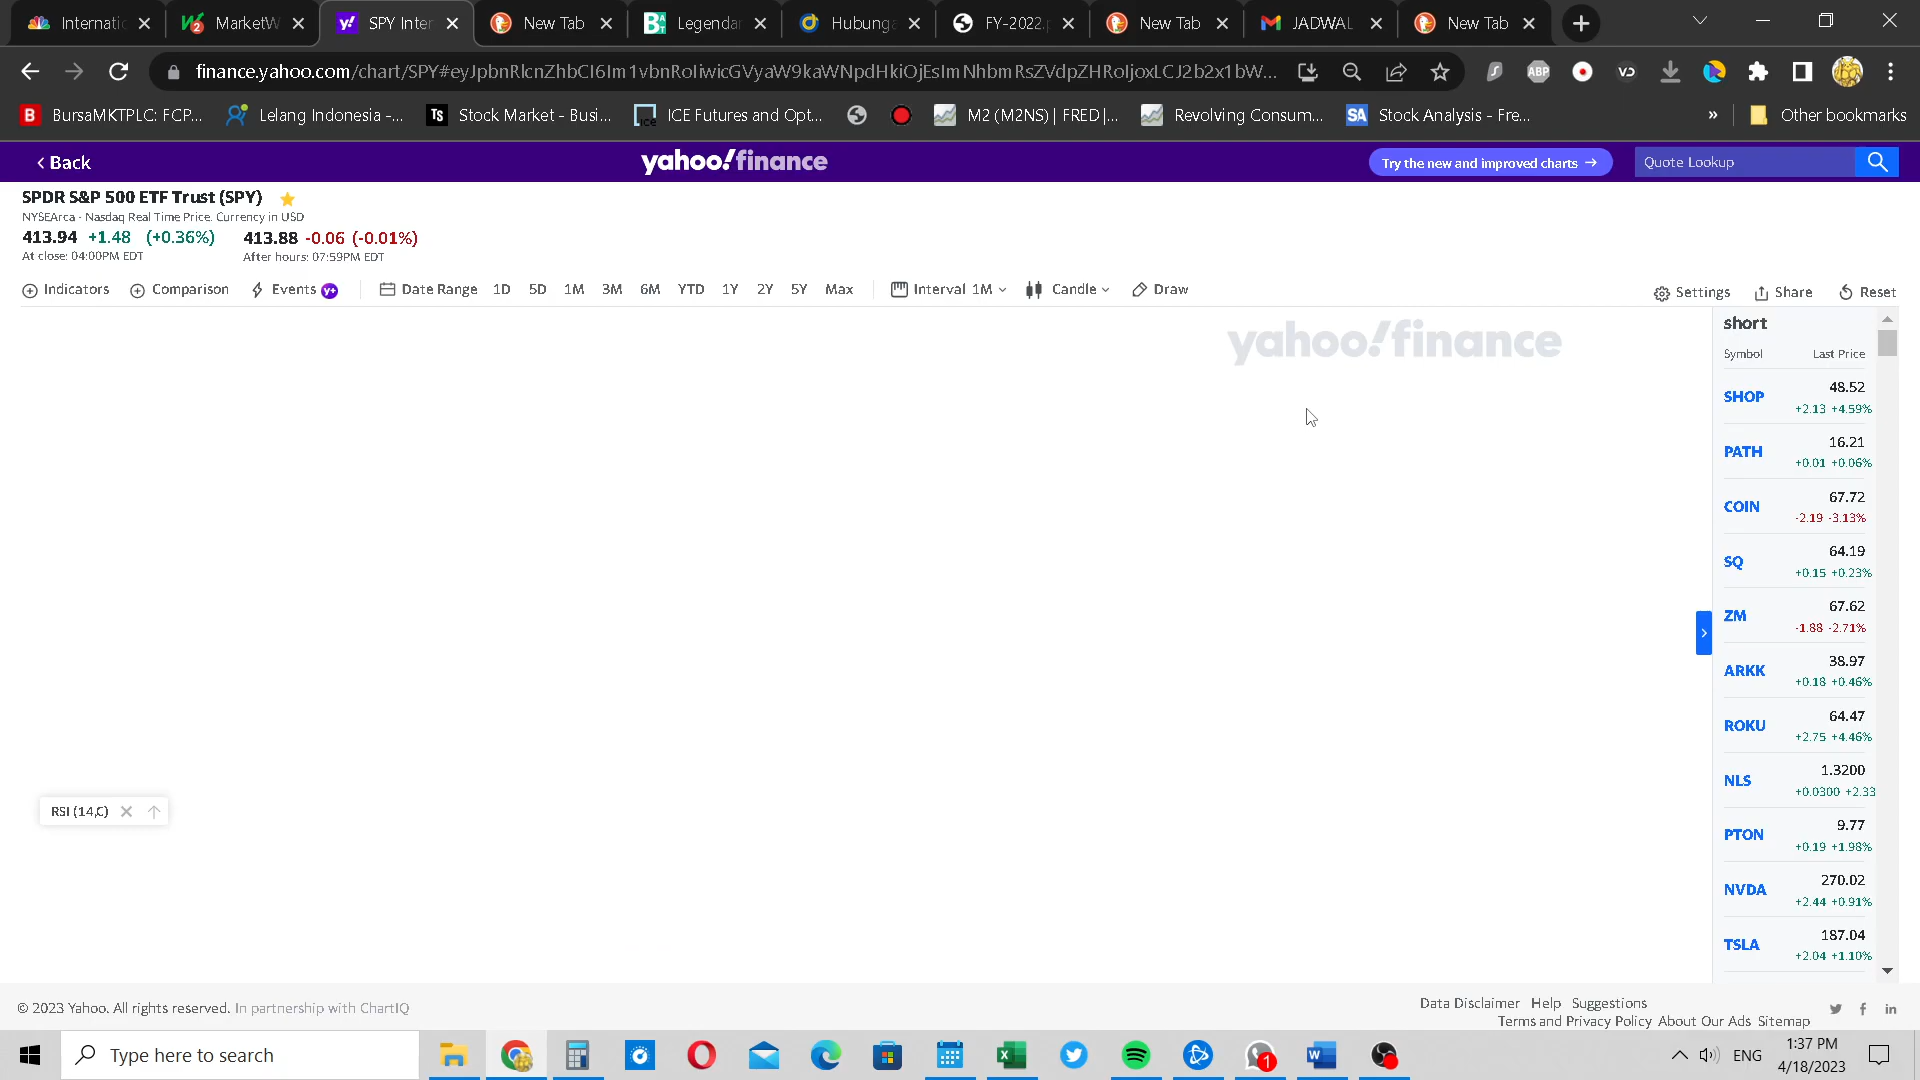 Internatic MarketW SPY Inter New Tab Legendar Hubunga FY-2022.p New Tab JADWAL New Tab
finance.yahoo.com/chart/SPY#eyJpbnRlcnZhbCI6Im1vbnRoIiwicGVyaW9kaWNpdHkiOjEsImNhbmRsZVdpZHRoIjoxLCJ2b2x1bW...
ABP
BursaMKTPLC: FCP... Lelang Indonesia -... Stock Market - Busi... ICE Futures and Opt... M2 (M2NS) | FRED |... Revolving Consum... Stock Analysis - Fre... » Other bookmarks
Back yahoo!finance Try the new and improved charts → Quote Lookup
SPDR S&P 500 ETF Trust (SPY)
NYSEArca - Nasdaq Real Time Price. Currency in USD
413.94 +1.48 (+0.36%) 413.88 -0.06 (-0.01%)
At close: 04:00PM EDT After hours: 07:59PM EDT
Indicators Comparison Events y+ Date Range 1D 5D 1M 3M 6M YTD 1Y 2Y 5Y Max Interval 1M Candle Draw Settings Share Reset
yahoo!finance
short
Symbol Last Price
SHOP 48.52
+2.13 +4.59%
PATH 16.21
+0.01 +0.06%
COIN 67.72
-2.19 -3.13%
SQ 64.19
+0.15 +0.23%
ZM 67.62
-1.88 -2.71%
ARKK 38.97
+0.18 +0.46%
ROKU 64.47
+2.75 +4.46%
NLS 1.3200
+0.0300 +2.33
PTON 9.77
+0.19 +1.98%
NVDA 270.02
+2.44 +0.91%
TSLA 187.04
+2.04 +1.10%
RSI (14,C)
© 2023 Yahoo. All rights reserved. In partnership with ChartIQ
Data Disclaimer Help Suggestions
Terms and Privacy Policy About Our Ads Sitemap
Type here to search
1
ENG
1:37 PM
4/18/2023